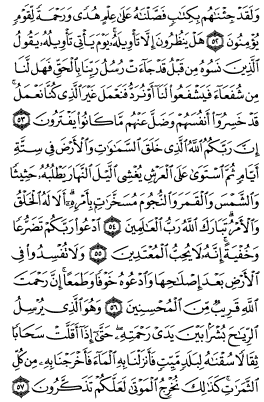 وَلَقَدْ جِئْنَٰهُم بِكِتَٰبٍ فَصَّلْنَٰهُ عَلَىٰ عِلْمٍ هُدًى وَرَحْمَةً لِّقَوْمٍ
يُؤْمِنُونَ ﴿٥٢﴾ هَلْ يَنظُرُونَ إِلَّا تَأْوِيلَهُۥ ۚ يَوْمَ يَأْتِى تَأْوِيلُهُۥ يَقُولُ
ٱلَّذِينَ نَسُوهُ مِن قَبْلُ قَدْ جَآءَتْ رُسُلُ رَبِّنَا بِٱلْحَقِّ فَهَل لَّنَا
مِن شُفَعَآءَ فَيَشْفَعُوا۟ لَنَآ أَوْ نُرَدُّ فَنَعْمَلَ غَيْرَ ٱلَّذِى كُنَّا نَعْمَلُ ۚ
قَدْ خَسِرُوٓا۟ أَنفُسَهُمْ وَضَلَّ عَنْهُم مَّا كَانُوا۟ يَفْتَرُونَ ﴿٥٣﴾
إِنَّ رَبَّكُمُ ٱللَّهُ ٱلَّذِى خَلَقَ ٱلسَّمَٰوَٰتِ وَٱلْأَرْضَ فِى سِتَّةِ
أَيَّامٍ ثُمَّ ٱسْتَوَىٰ عَلَى ٱلْعَرْشِ يُغْشِى ٱلَّيْلَ ٱلنَّهَارَ يَطْلُبُهُۥ حَثِيثًا
وَٱلشَّمْسَ وَٱلْقَمَرَ وَٱلنُّجُومَ مُسَخَّرَٰتٍۭ بِأَمْرِهِۦٓ ۗ أَلَا لَهُ ٱلْخَلْقُ
وَٱلْأَمْرُ ۗ تَبَارَكَ ٱللَّهُ رَبُّ ٱلْعَٰلَمِينَ ﴿٥٤﴾ ٱدْعُوا۟ رَبَّكُمْ تَضَرُّعًا
وَخُفْيَةً ۚ إِنَّهُۥ لَا يُحِبُّ ٱلْمُعْتَدِينَ ﴿٥٥﴾ وَلَا تُفْسِدُوا۟ فِى
ٱلْأَرْضِ بَعْدَ إِصْلَٰحِهَا وَٱدْعُوهُ خَوْفًا وَطَمَعًا ۚ إِنَّ رَحْمَتَ
ٱللَّهِ قَرِيبٌ مِّنَ ٱلْمُحْسِنِينَ ﴿٥٦﴾ وَهُوَ ٱلَّذِى يُرْسِلُ
ٱلرِّيَٰحَ بُشْرًۢا بَيْنَ يَدَىْ رَحْمَتِهِۦ ۖ حَتَّىٰٓ إِذَآ أَقَلَّتْ سَحَابًا
ثِقَالًا سُقْنَٰهُ لِبَلَدٍ مَّيِّتٍ فَأَنزَلْنَا بِهِ ٱلْمَآءَ فَأَخْرَجْنَا بِهِۦ مِن كُلِّ
ٱلثَّمَرَٰتِ ۚ كَذَٰلِكَ نُخْرِجُ ٱلْمَوْتَىٰ لَعَلَّكُمْ تَذَكَّرُونَ ﴿٥٧﴾